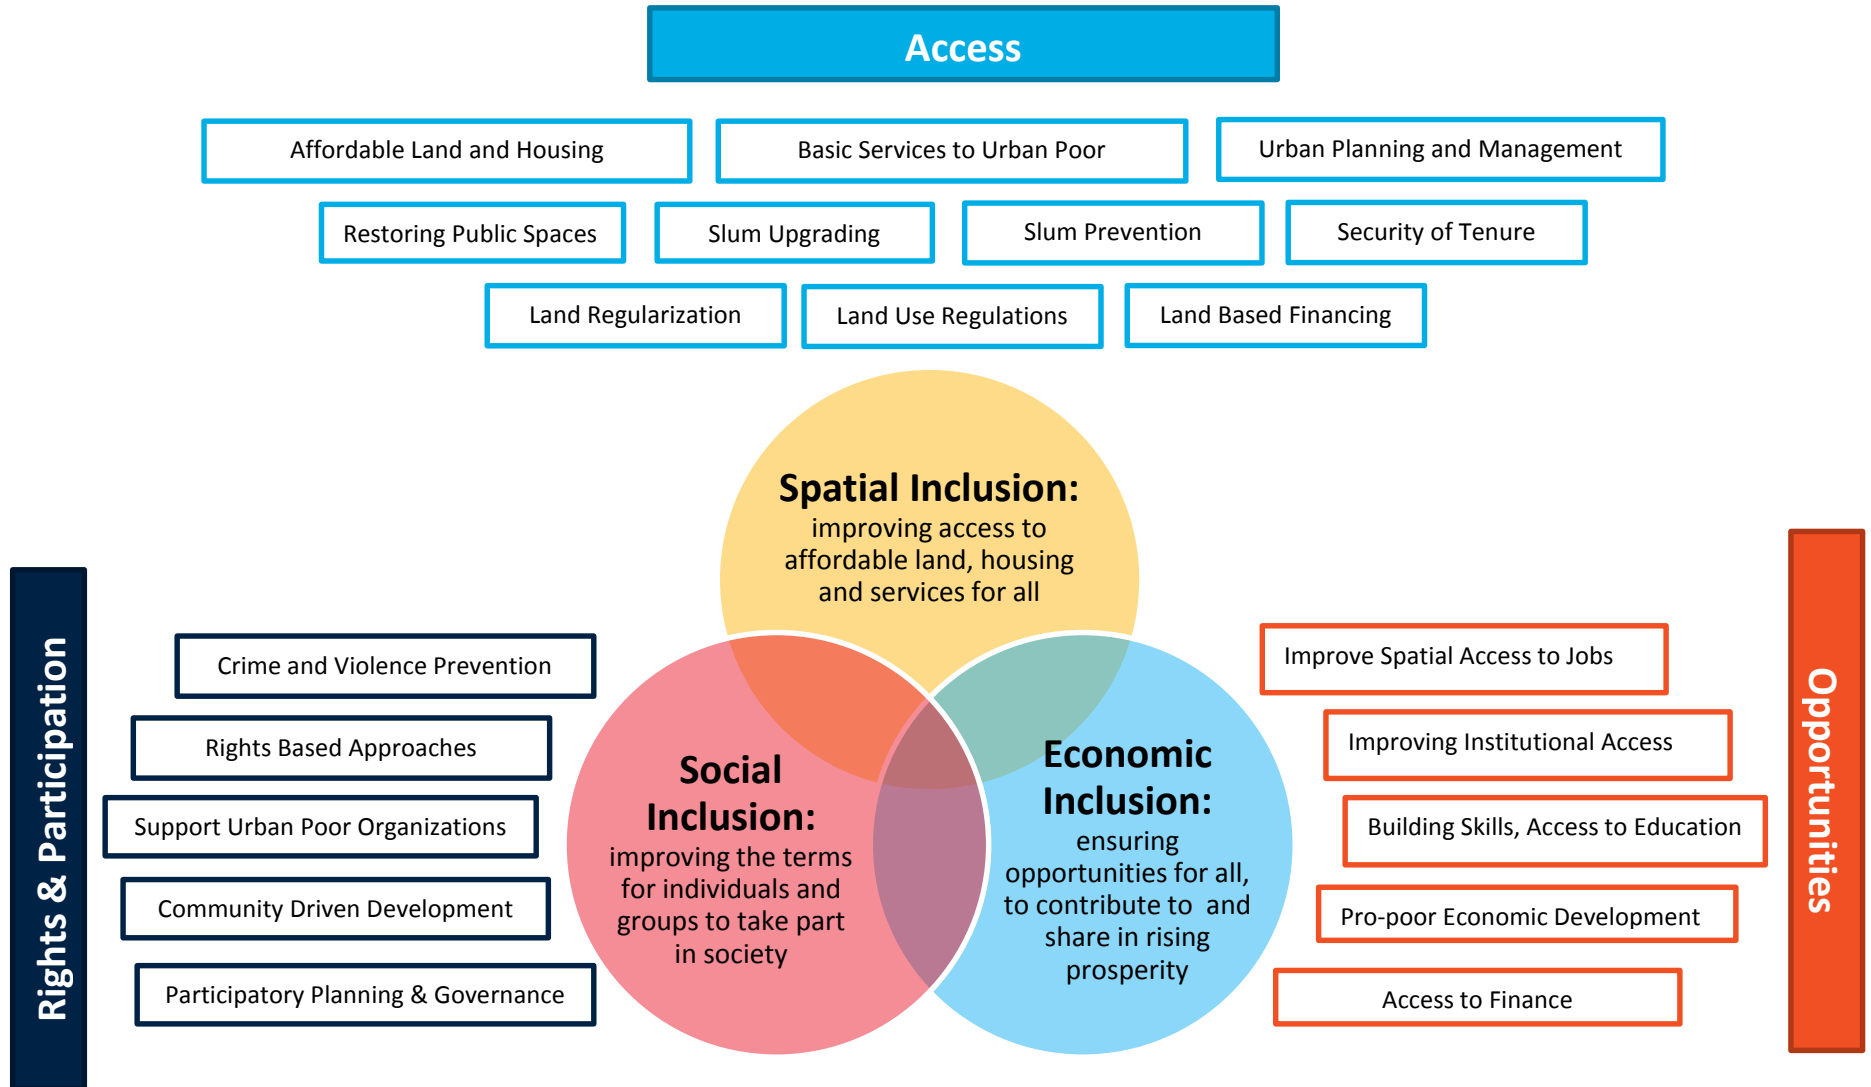 Access
Affordable Land and Housing
Basic Services to Urban Poor
Urban Planning and Management
Restoring Public Spaces
Slum Upgrading
Slum Prevention
Security of Tenure
Land Regularization
Land Use Regulations
Land Based Financing
Spatial Inclusion:
improving access to
affordable land, housing
and services for all
Rights & Participation
Crime and Violence Prevention
Rights Based Approaches
Support Urban Poor Organizations
Community Driven Development
Participatory Planning & Governance
Social
Inclusion:
improving the terms
for individuals and
groups to take part
in society
Economic
Inclusion:
ensuring
opportunities for all,
to contribute to  and
share in rising
prosperity
Improve Spatial Access to Jobs
Improving Institutional Access
Building Skills, Access to Education
Pro-poor Economic Development
Access to Finance
Opportunities